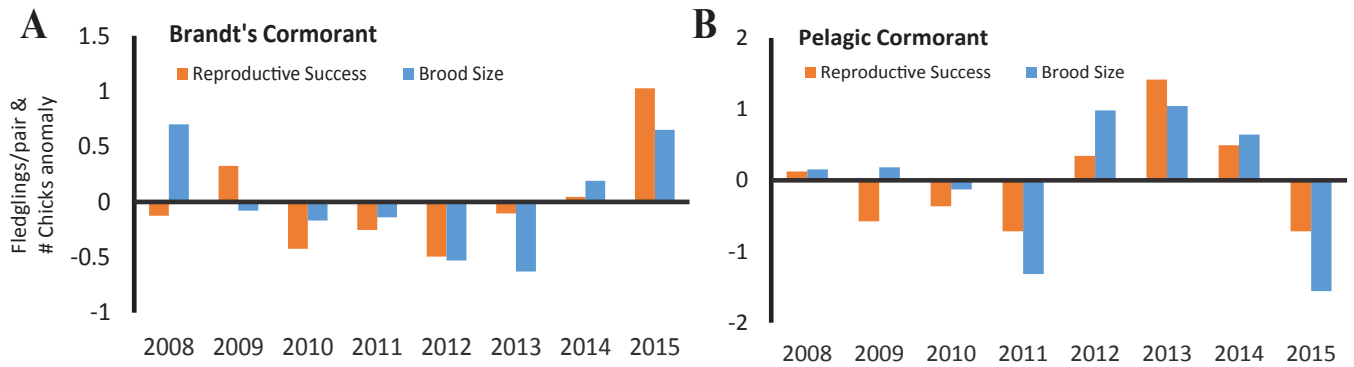 A
Brandt's Cormorant
Reproductive Success
Brood Size
Fledglings/pair &
# Chicks anomaly
1.5
1
0.5
0
-0.5
-1
2008 2009 2010 2011 2012 2013 2014 2015
B
Pelagic Cormorant
Reproductive Success
Brood Size
2
1
0
-1
-2
2008 2009 2010 2011 2012 2013 2014 2015